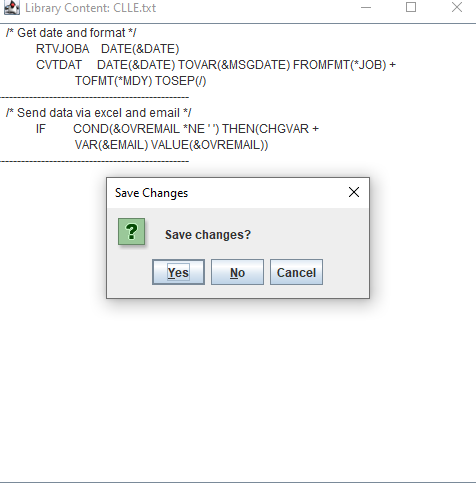 Library Content: CLLE.txt
/* Get date and format */
RTVJOBA DATE(&DATE)
CVTDAT DATE(&DATE) TOVAR(&MSGDATE) FROMFMT(*JOB) +
TOFMT(*MDY) TOSEP(/)
------------------------------------------------
/* Send data via excel and email */
IF COND(&OVREMAIL *NE ' ') THEN(CHGVAR +
VAR(&EMAIL) VALUE(&OVREMAIL))
------------------------------------------------
Save Changes
Save changes?
Yes No Cancel